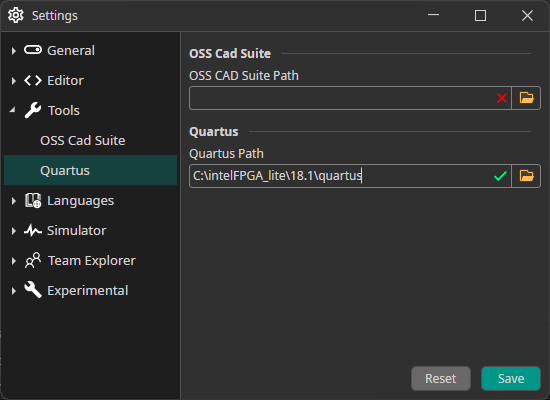 Settings
General
Editor
Tools
OSS Cad Suite
Quartus
Languages
Simulator
Team Explorer
Experimental
OSS Cad Suite
OSS CAD Suite Path
Quartus
Quartus Path
C:\intelFPGA_lite\18.1\quartus
Reset
Save